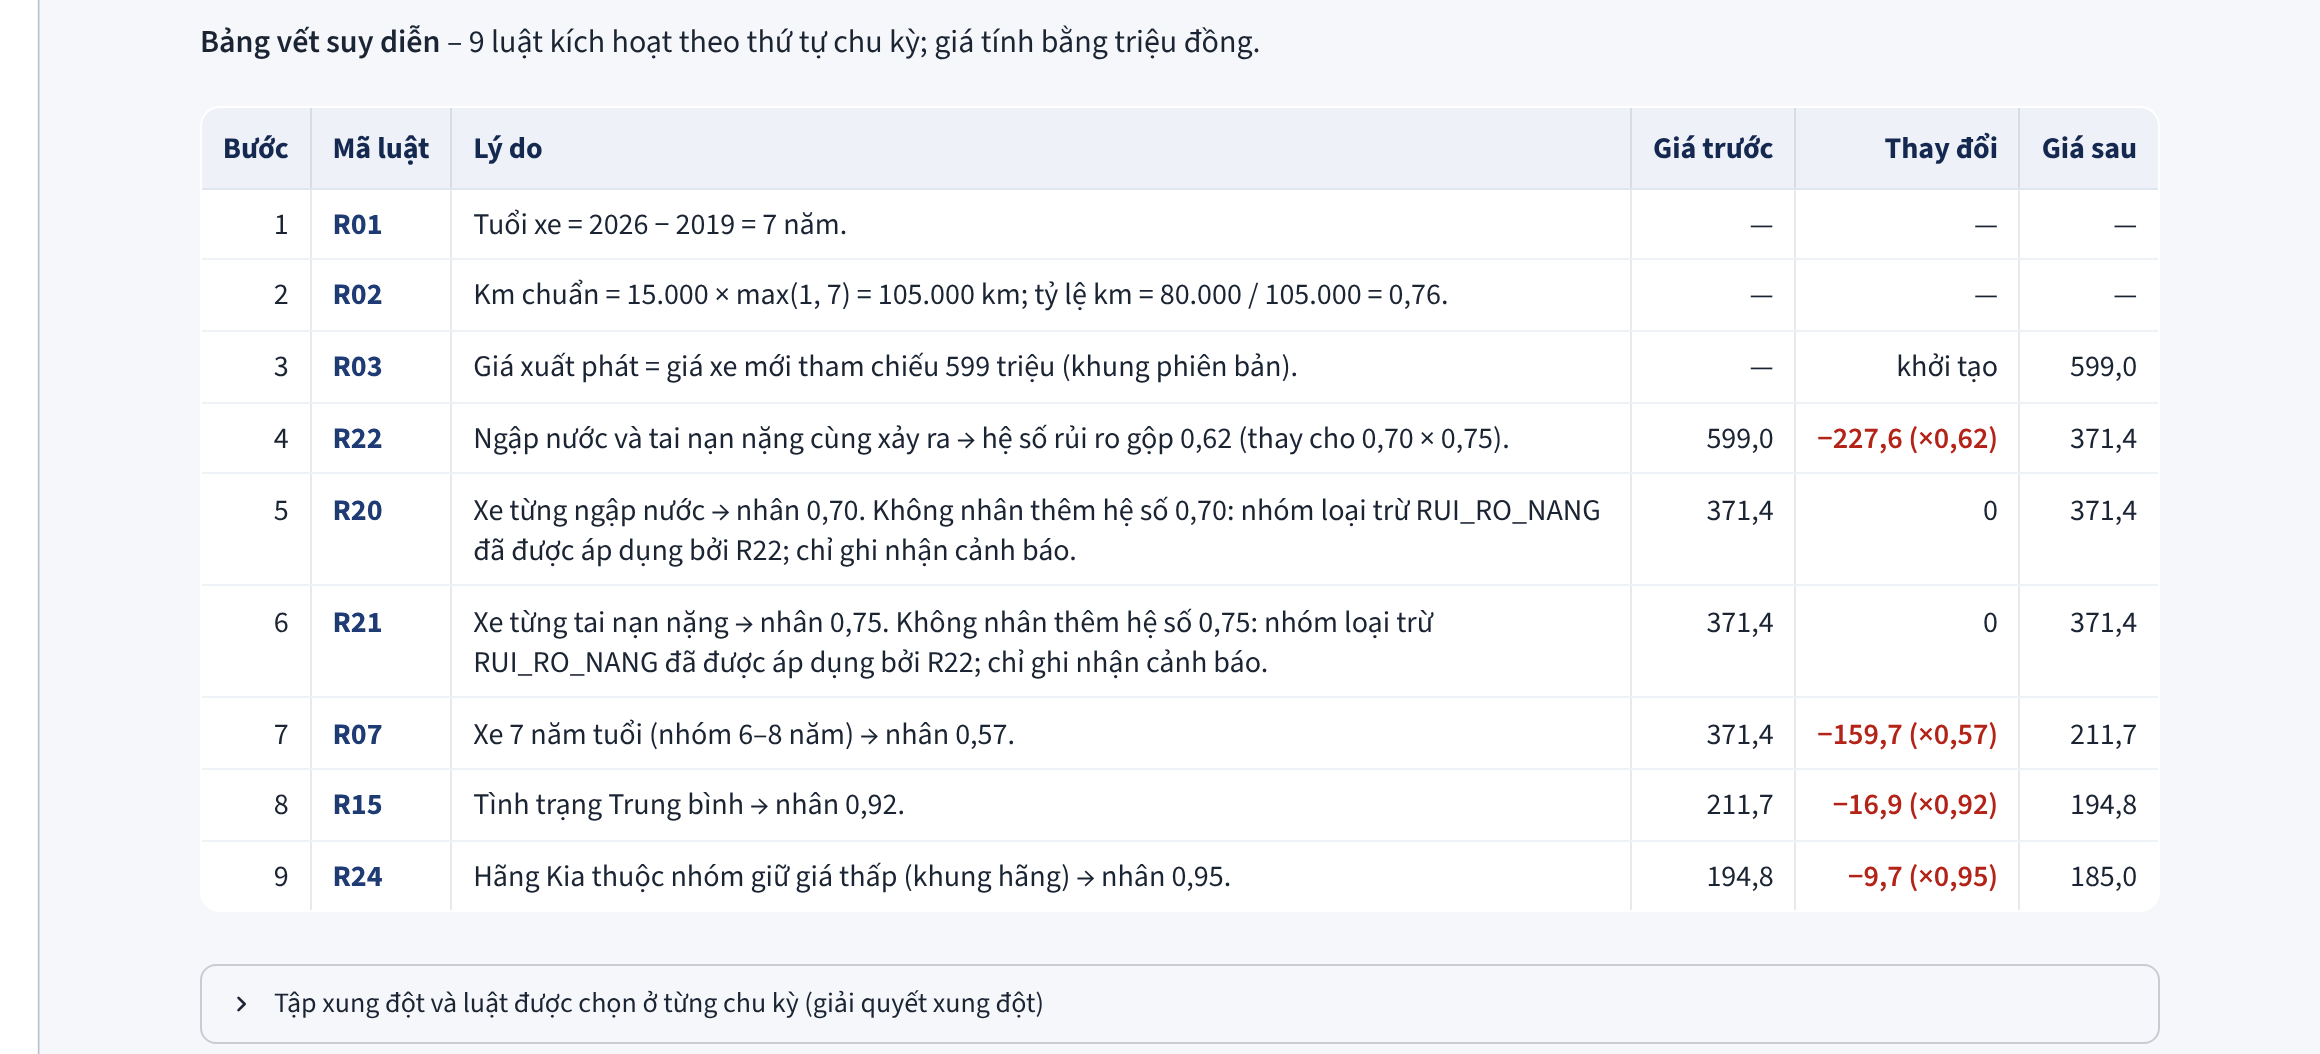 Bảng vết suy diễn – 9 luật kích hoạt theo thứ tự chu kỳ; giá tính bằng triệu đồng.
Bước Mã luật Lý do Giá trước Thay đổi Giá sau
1 R01 Tuổi xe = 2026 − 2019 = 7 năm. — — —
2 R02 Km chuẩn = 15.000 × max(1, 7) = 105.000 km; tỷ lệ km = 80.000 / 105.000 = 0,76. — — —
3 R03 Giá xuất phát = giá xe mới tham chiếu 599 triệu (khung phiên bản). — khởi tạo 599,0
4 R22 Ngập nước và tai nạn nặng cùng xảy ra → hệ số rủi ro gộp 0,62 (thay cho 0,70 × 0,75). 599,0 −227,6 (×0,62) 371,4
5 R20 Xe từng ngập nước → nhân 0,70. Không nhân thêm hệ số 0,70: nhóm loại trừ RUI_RO_NANG 371,4 0 371,4
đã được áp dụng bởi R22; chỉ ghi nhận cảnh báo.
6 R21 Xe từng tai nạn nặng → nhân 0,75. Không nhân thêm hệ số 0,75: nhóm loại trừ 371,4 0 371,4
RUI_RO_NANG đã được áp dụng bởi R22; chỉ ghi nhận cảnh báo.
7 R07 Xe 7 năm tuổi (nhóm 6–8 năm) → nhân 0,57. 371,4 −159,7 (×0,57) 211,7
8 R15 Tình trạng Trung bình → nhân 0,92. 211,7 −16,9 (×0,92) 194,8
9 R24 Hãng Kia thuộc nhóm giữ giá thấp (khung hãng) → nhân 0,95. 194,8 −9,7 (×0,95) 185,0
Tập xung đột và luật được chọn ở từng chu kỳ (giải quyết xung đột)